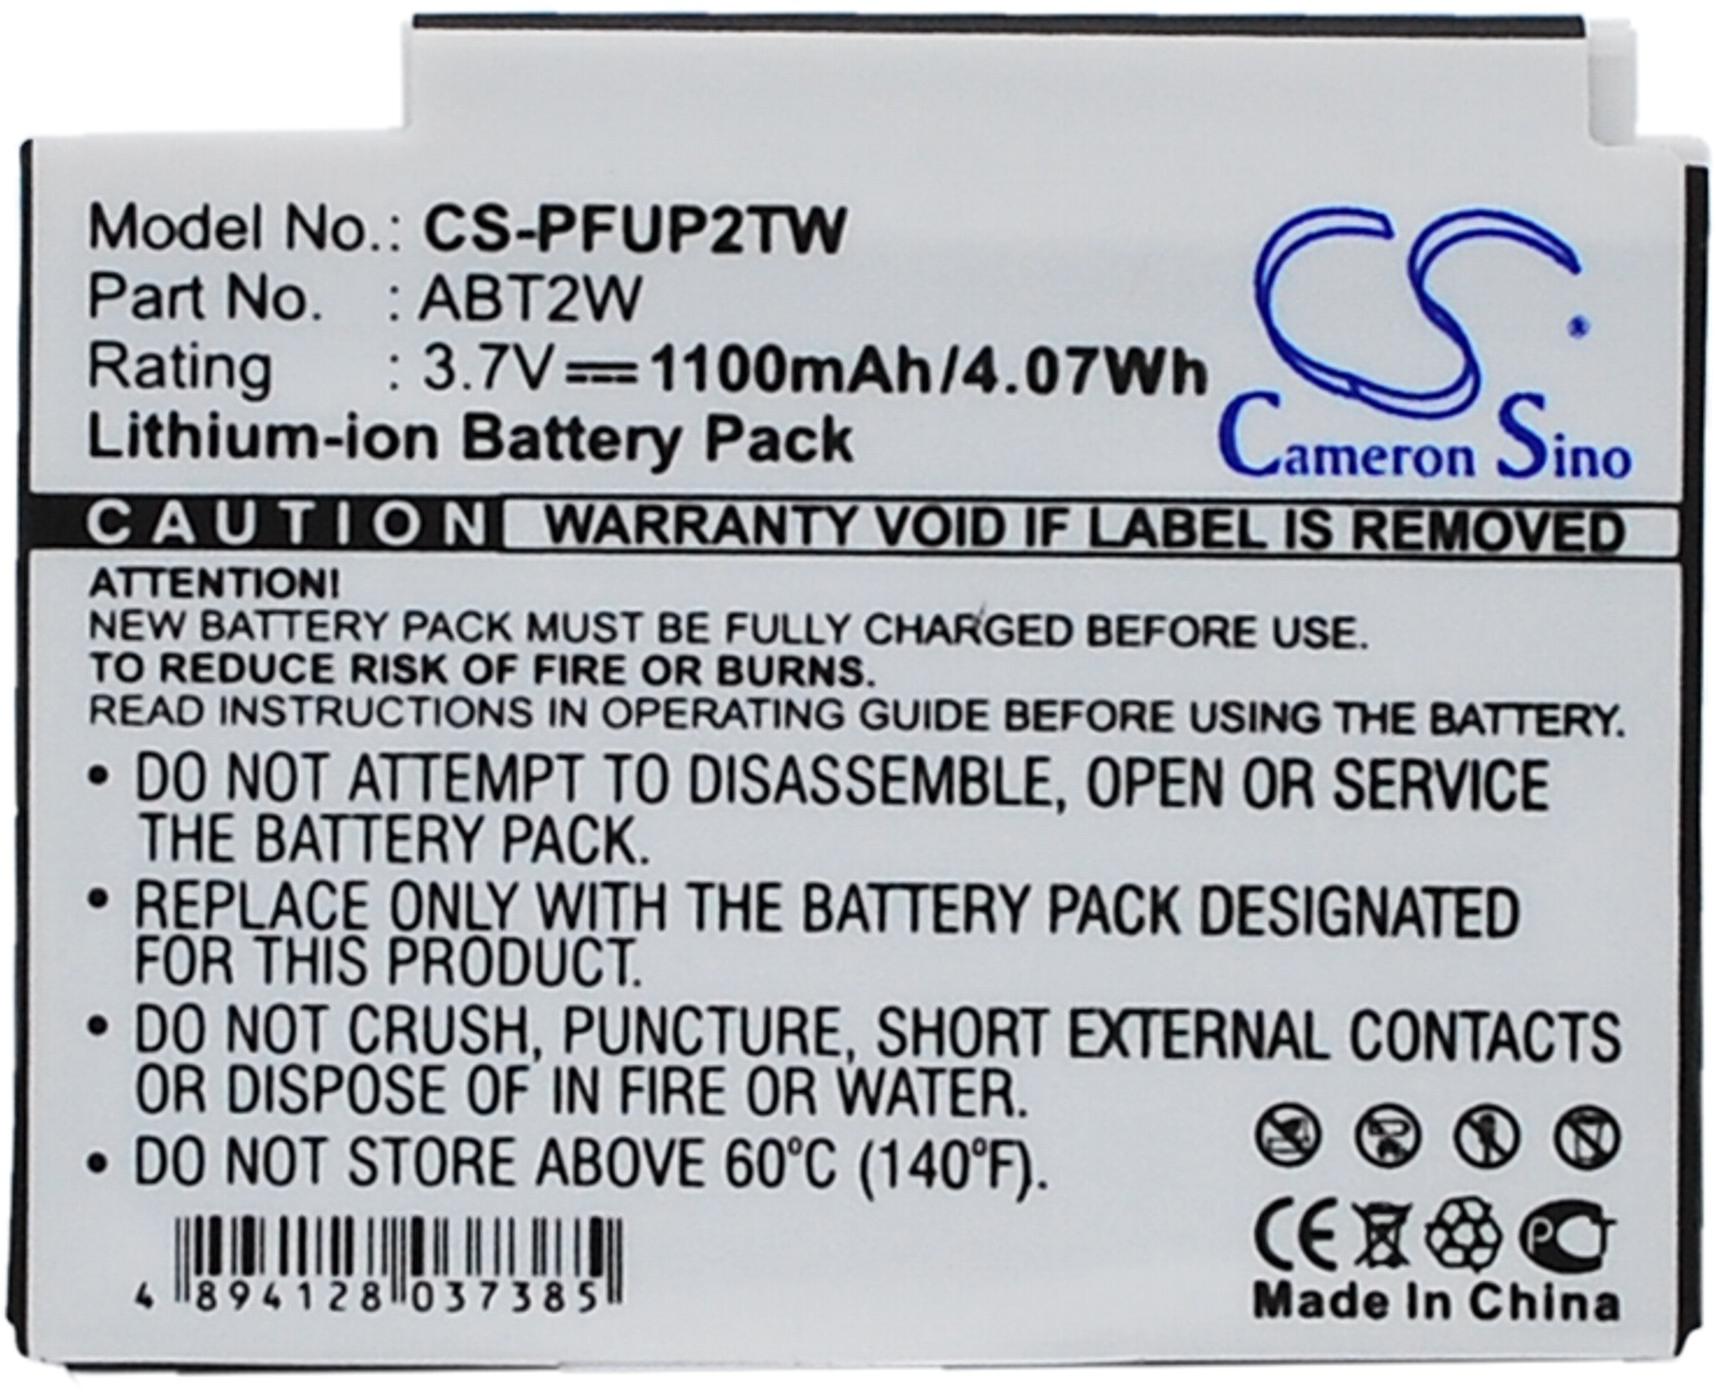 Model No.: CS-PFUP2TW
Part No. : ABT2W
Rating : 3.7V 1100mAh/4.07Wh
Lithium-ion Battery Pack
CS ®
Cameron Sino
CAUTION WARRANTY VOID IF LABEL IS REMOVED
ATTENTION!
NEW BATTERY PACK MUST BE FULLY CHARGED BEFORE USE.
TO REDUCE RISK OF FIRE OR BURNS.
READ INSTRUCTIONS IN OPERATING GUIDE BEFORE USING THE BATTERY.
• DO NOT ATTEMPT TO DISASSEMBLE, OPEN OR SERVICE
THE BATTERY PACK.
• REPLACE ONLY WITH THE BATTERY PACK DESIGNATED
FOR THIS PRODUCT.
• DO NOT CRUSH, PUNCTURE, SHORT EXTERNAL CONTACTS
OR DISPOSE OF IN FIRE OR WATER.
• DO NOT STORE ABOVE 60°C (140°F).
4 894128 037385
CE PCT
Made In China